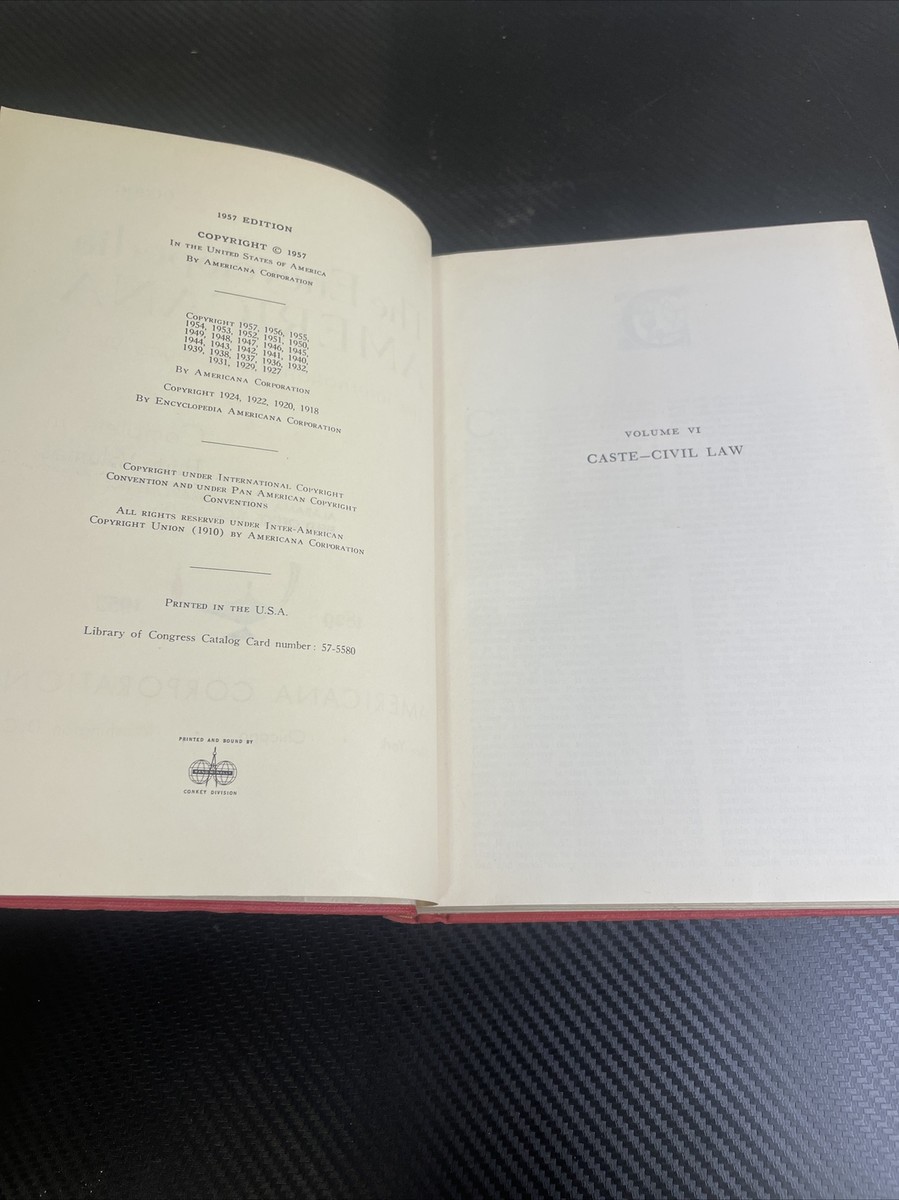 1957 EDITION
COPYRIGHT © 1957
IN THE UNITED STATES OF AMERICA
BY AMERICANA CORPORATION
COPYRIGHT 1957, 1956, 1955,
1954, 1953, 1952, 1951, 1950,
1949, 1948, 1947, 1946, 1945,
1944, 1943, 1942, 1941, 1940,
1939, 1938, 1937, 1936, 1932,
1931, 1929, 1927
BY AMERICANA CORPORATION
COPYRIGHT 1924, 1922, 1920, 1918
BY ENCYCLOPEDIA AMERICANA CORPORATION
COPYRIGHT UNDER INTERNATIONAL COPYRIGHT
CONVENTION AND UNDER PAN AMERICAN COPYRIGHT
CONVENTIONS
ALL RIGHTS RESERVED UNDER INTER-AMERICAN
COPYRIGHT UNION (1910) BY AMERICANA CORPORATION
PRINTED IN THE U.S.A.
Library of Congress Catalog Card number: 57-5580
PRINTED AND BOUND BY
CONKEY DIVISION
VOLUME VI
CASTE—CIVIL LAW